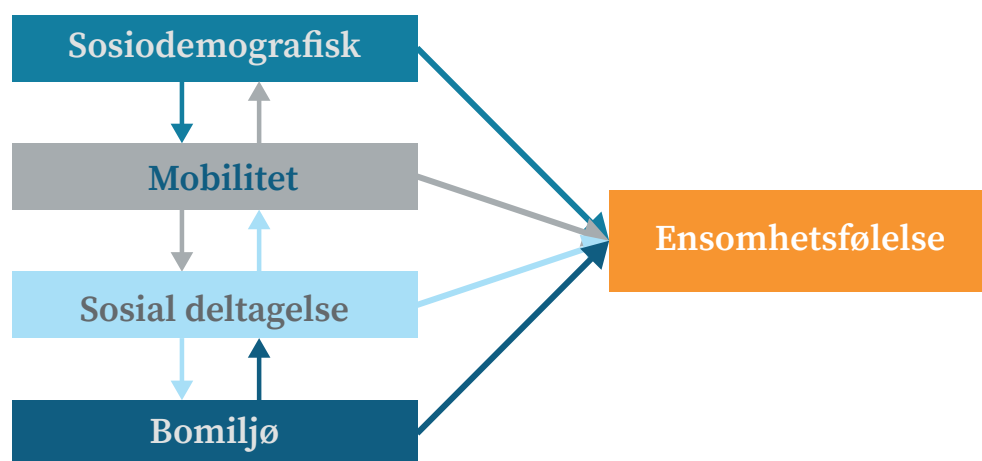 Sosiodemografisk
Mobilitet
Sosial deltagelse
Bomiljø
Ensomhetsfølelse